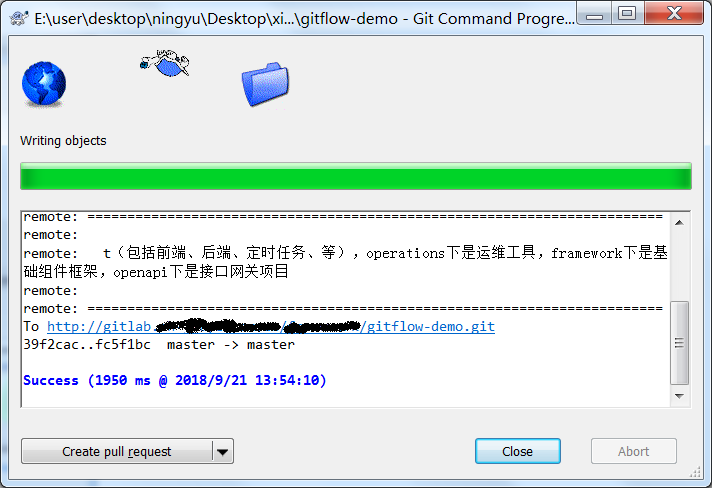 E:\user\desktop\ningyu\Desktop\xi...\gitflow-demo - Git Command Progre...
Writing objects
remote: ========================================================================
remote:
remote:   t（包括前端、后端、定时任务、等），operations下是运维工具，framework下是基
础组件框架，openapi下是接口网关项目
remote:
remote: ========================================================================
To http://gitlab. / /gitflow-demo.git
39f2cac..fc5f1bc  master -> master
Success (1950 ms @ 2018/9/21 13:54:10)
Create pull request
Close
Abort